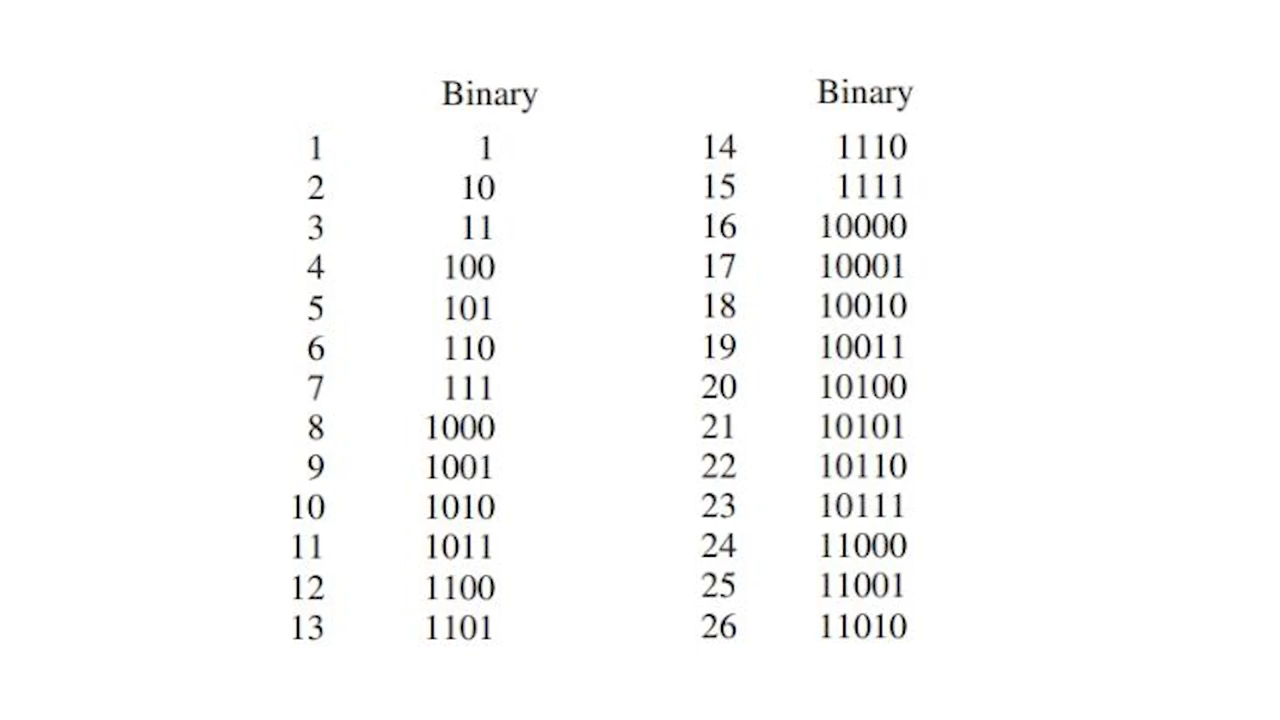 Binary Binary
1 1 14 1110
2 10 15 1111
3 11 16 10000
4 100 17 10001
5 101 18 10010
6 110 19 10011
7 111 20 10100
8 1000 21 10101
9 1001 22 10110
10 1010 23 10111
11 1011 24 11000
12 1100 25 11001
13 1101 26 11010